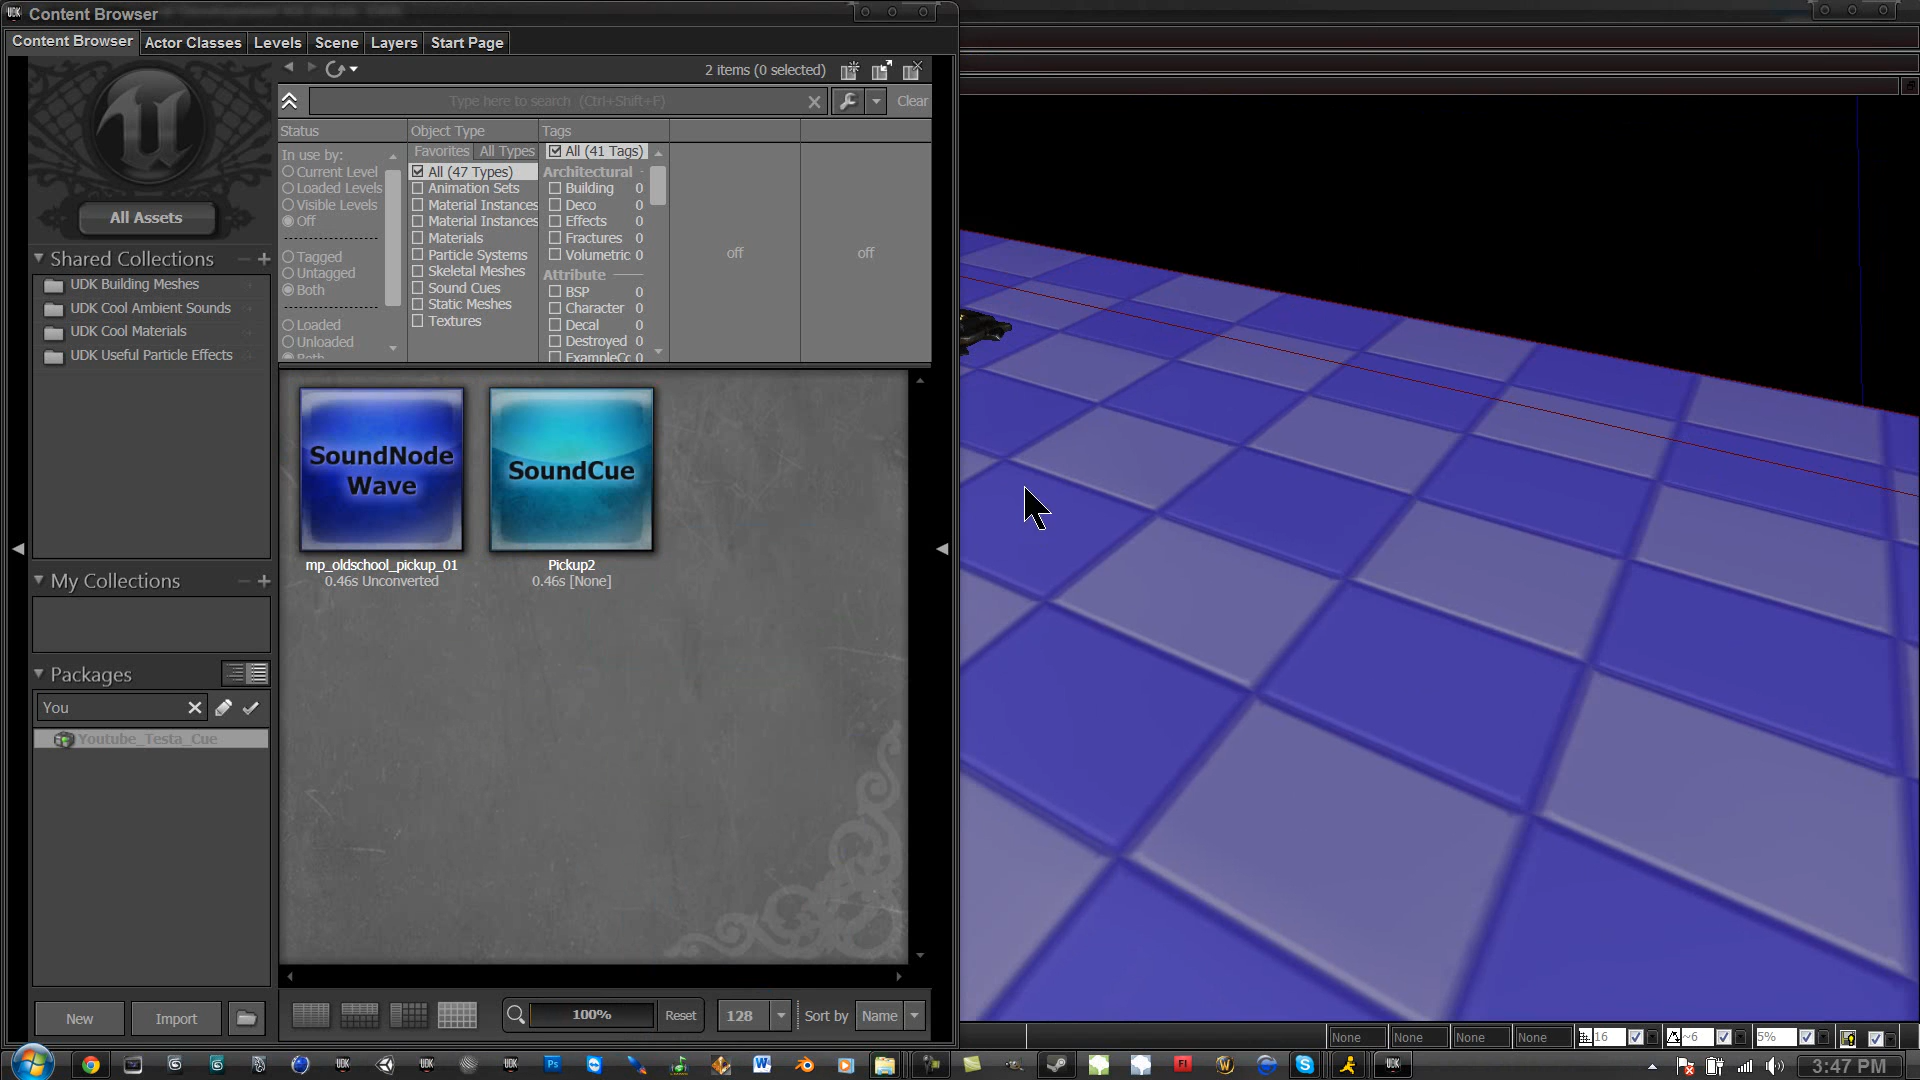 UDK Content Browser
Content Browser Actor Classes Levels Scene Layers Start Page
2 items (0 selected)
Type here to search (Ctrl+Shift+F)
Clear
Status
In use by:
Current Level
Loaded Levels
Visible Levels
Off
Tagged
Untagged
Both
Loaded
Unloaded
Both
Object Type
Favorites All Types
All (47 Types)
Animation Sets
Material Instances
Material Instances
Materials
Particle Systems
Skeletal Meshes
Sound Cues
Static Meshes
Textures
Tags
All (41 Tags)
Architectural
Building 0
Deco 0
Effects 0
Fractures 0
Volumetric 0
Attribute
BSP 0
Character 0
Decal 0
Destroyed 0
ExampleCc 0
off
off
All Assets
Shared Collections
UDK Building Meshes
UDK Cool Ambient Sounds
UDK Cool Materials
UDK Useful Particle Effects
My Collections
Packages
You
Youtube_Testa_Cue
New Import
SoundNode
Wave
mp_oldschool_pickup_01
0.46s Unconverted
SoundCue
Pickup2
0.46s [None]
100%
Reset
128
Sort by
Name
None None None None
16
~6
5%
3:47 PM